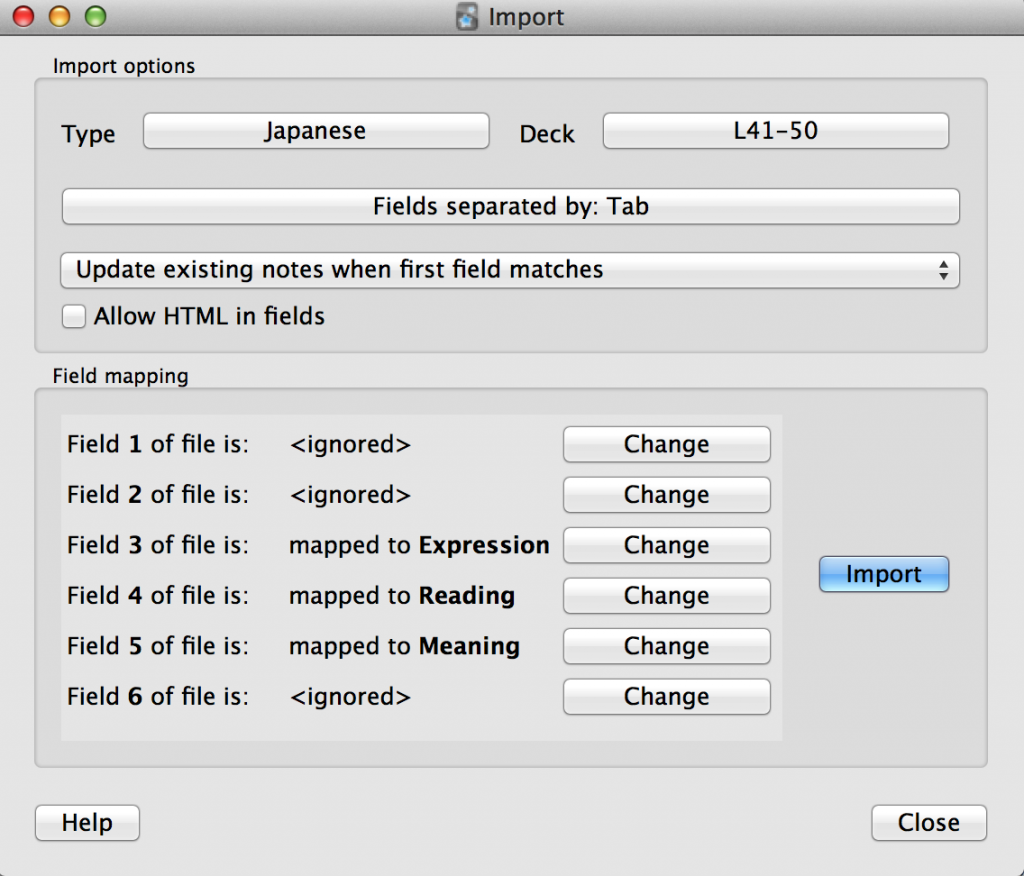 Import
Import options
Type Japanese Deck L41-50
Fields separated by: Tab
Update existing notes when first field matches
Allow HTML in fields
Field mapping
Field 1 of file is: <ignored> Change
Field 2 of file is: <ignored> Change
Field 3 of file is: mapped to Expression Change
Field 4 of file is: mapped to Reading Change
Field 5 of file is: mapped to Meaning Change
Field 6 of file is: <ignored> Change
Import
Help Close